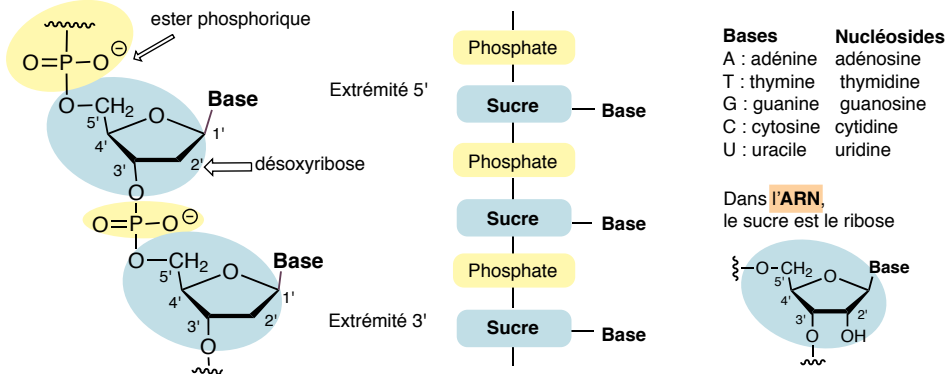 ester phosphorique
O=P-O⊖
O-CH2
5'
O
Base
1'
4'
3'
2'
désoxyribose
O
O=P-O⊖
O-CH2
5'
O
Base
1'
4'
3'
2'
O
Extrémité 5'
Extrémité 3'
Phosphate
Sucre
Base
Phosphate
Sucre
Base
Phosphate
Sucre
Base
Bases Nucléosides
A : adénine adénosine
T : thymine thymidine
G : guanine guanosine
C : cytosine cytidine
U : uracile uridine
Dans l'ARN,
le sucre est le ribose
O-CH2
5'
O
Base
1'
4'
3'
2'
O
OH